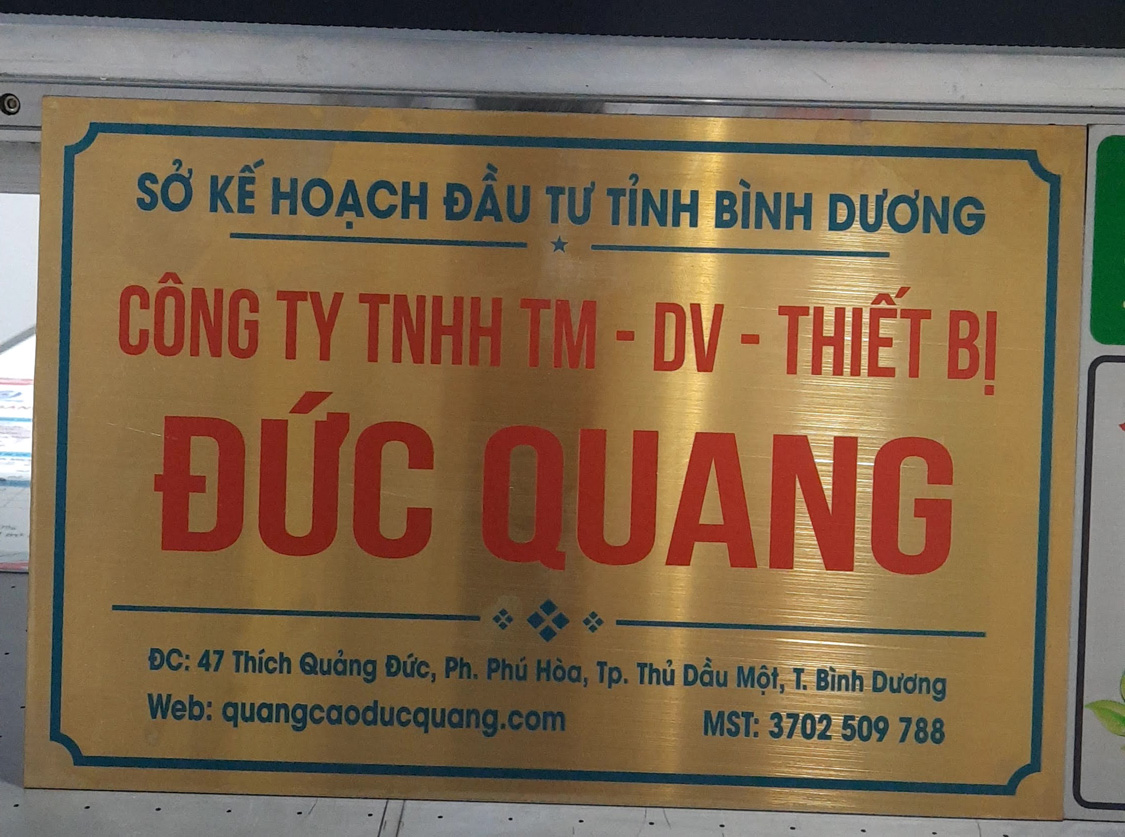 SỞ KẾ HOẠCH ĐẦU TƯ TỈNH BÌNH DƯƠNG
CÔNG TY TNHH TM - DV - THIẾT BỊ
ĐỨC QUANG
ĐC: 47 Thích Quảng Đức, Ph. Phú Hòa, Tp. Thủ Dầu Một, T. Bình Dương
Web: quangcaoducquang.com MST: 3702 509 788